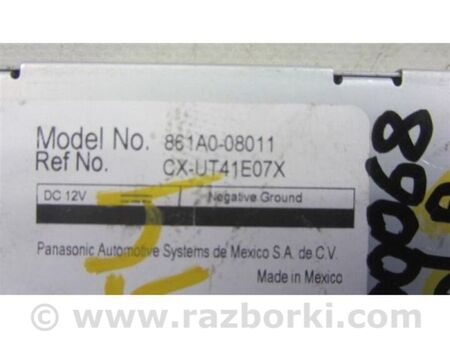 Model No. 861A0-08011
Ref No. CX-UT41E07X
DC 12V Negative Ground
Panasonic Automotive Systems de Mexico S.A. de C.V.
Made in Mexico
© www.razborki.com